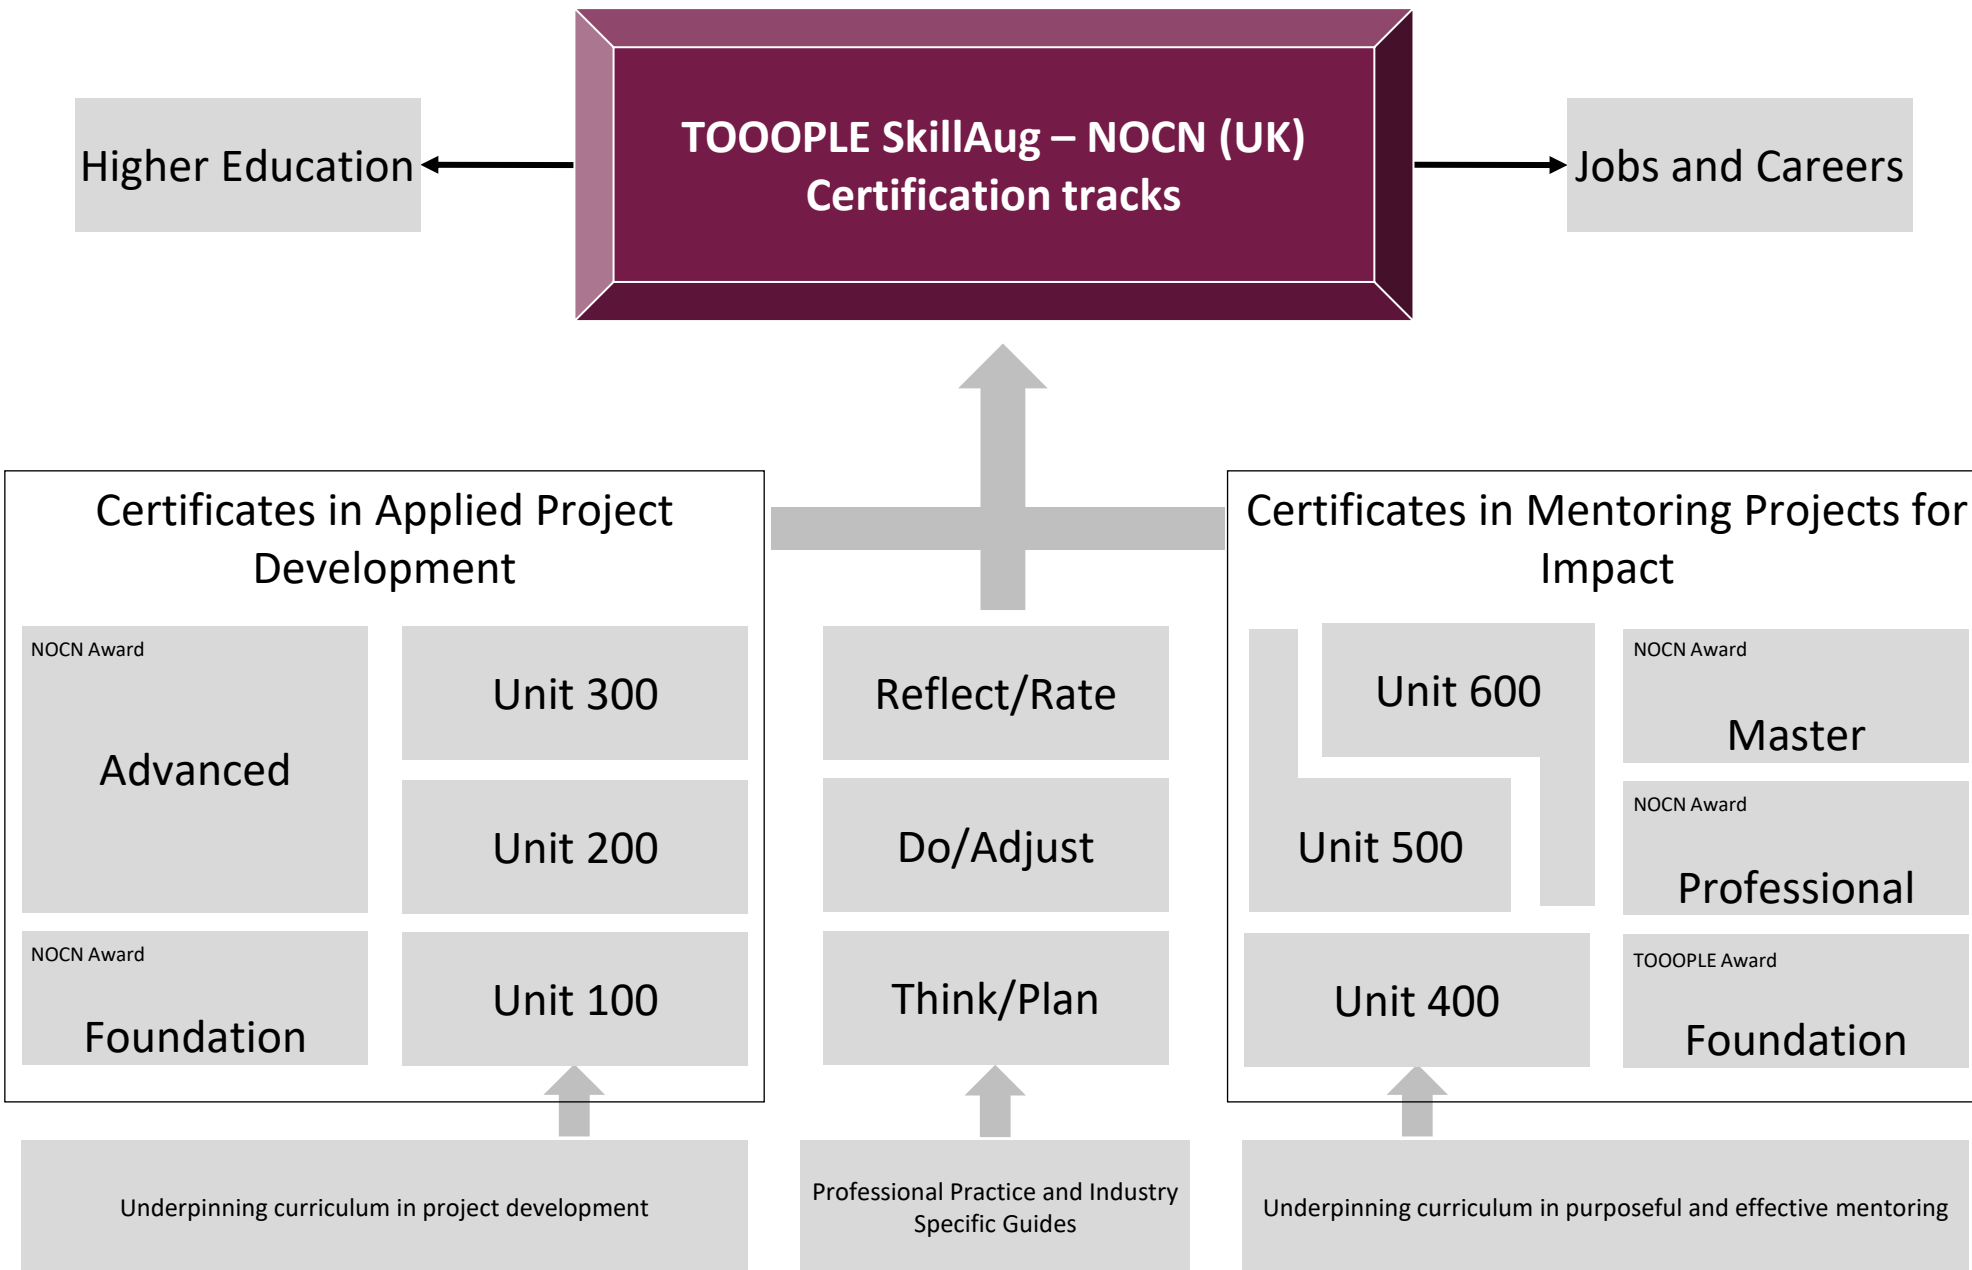 TOOOPLE SkillAug – NOCN (UK)
Certification tracks
Higher Education
Jobs and Careers
Certificates in Applied Project
Development
NOCN Award
Advanced
NOCN Award
Foundation
Unit 300
Unit 200
Unit 100
Reflect/Rate
Do/Adjust
Think/Plan
Certificates in Mentoring Projects for
Impact
Unit 600
Unit 500
Unit 400
NOCN Award
Master
NOCN Award
Professional
TOOOPLE Award
Foundation
Underpinning curriculum in project development
Professional Practice and Industry
Specific Guides
Underpinning curriculum in purposeful and effective mentoring